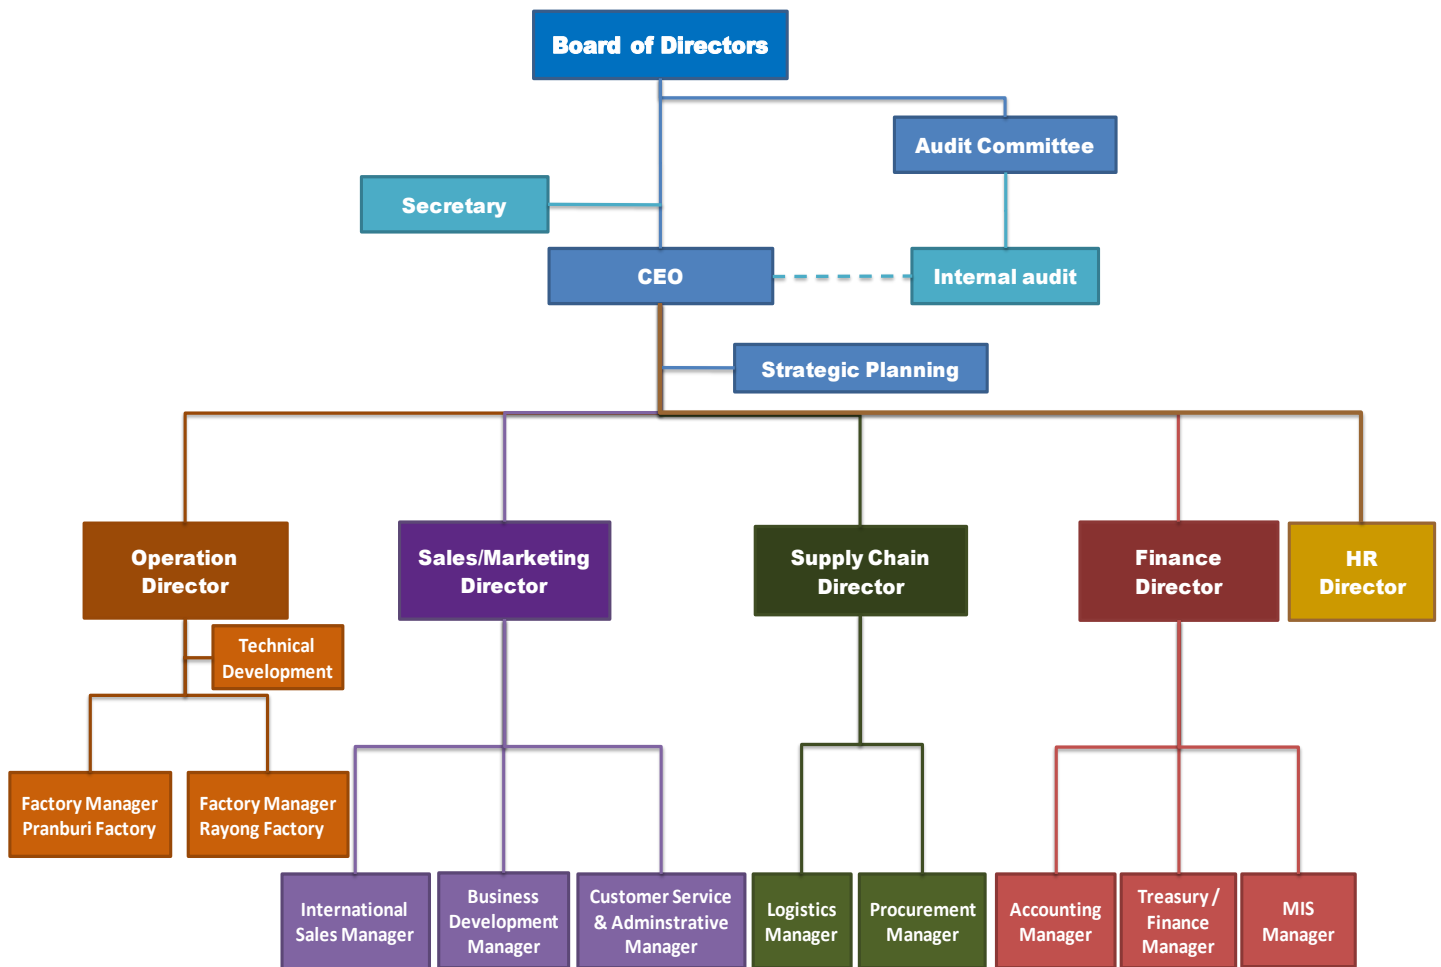 Board of Directors
Audit Committee
Secretary
CEO
Internal audit
Strategic Planning
Operation
Director
Sales/Marketing
Director
Supply Chain
Director
Finance
Director
HR
Director
Technical
Development
Factory Manager
Pranburi Factory
Factory Manager
Rayong Factory
International
Sales Manager
Business
Development
Manager
Customer Service
& Adminstrative
Manager
Logistics
Manager
Procurement
Manager
Accounting
Manager
Treasury /
Finance
Manager
MIS
Manager